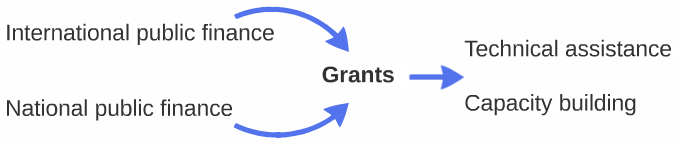 International public finance
National public finance
Grants
Technical assistance
Capacity building